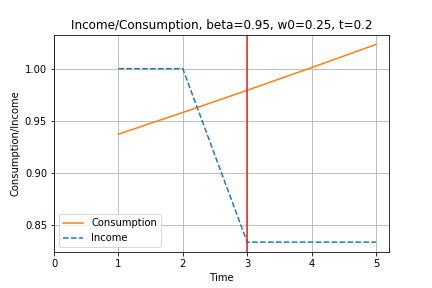 Income/Consumption, beta=0.95, w0=0.25, t=0.2
Consumption/Income
1.00
0.95
0.90
0.85
Consumption
Income
0 1 2 3 4 5
Time